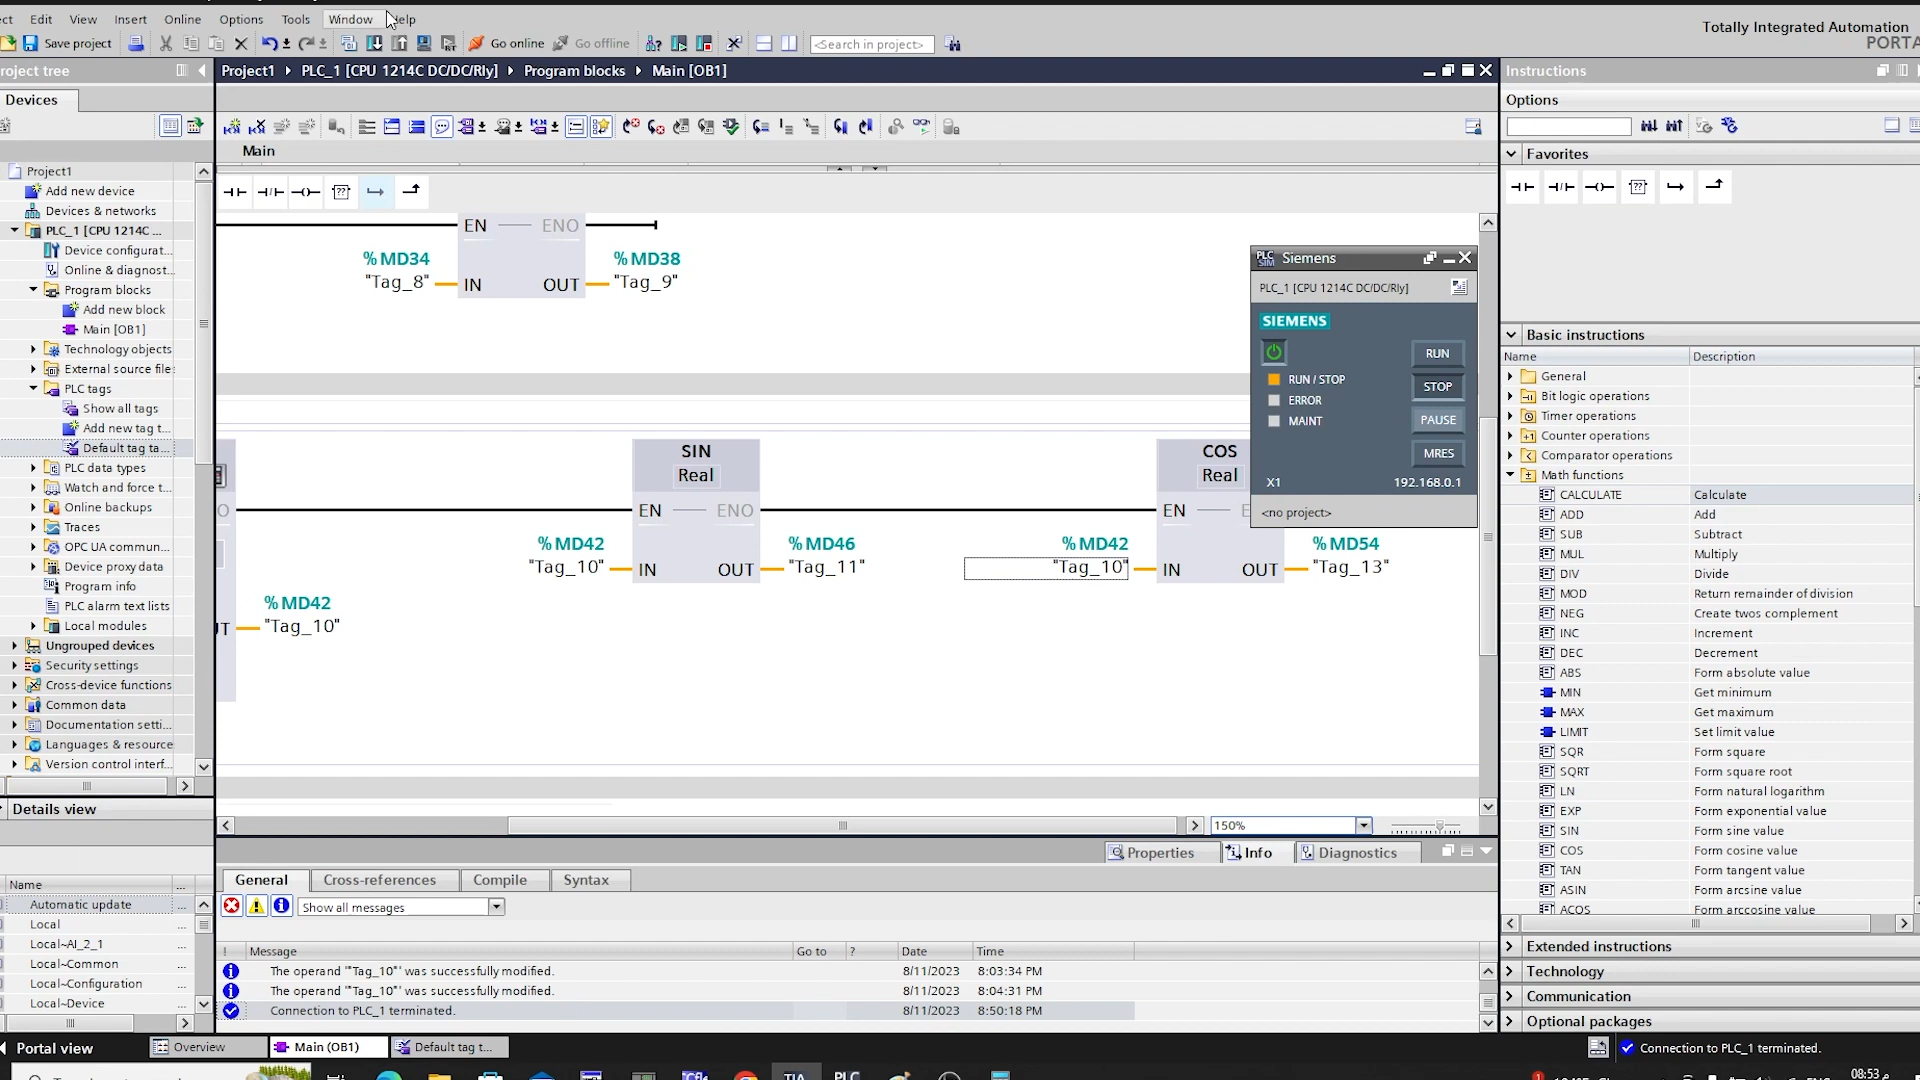 ect Edit View Insert Online Options Tools Window Help
Totally Integrated Automation
PORTA
Save project Go online Go offline <Search in project>
roject tree
Project1 PLC_1 [CPU 1214C DC/DC/Rly] Program blocks Main [OB1]
Instructions
Devices
Options
Main
Project1
Add new device
Devices & networks
PLC_1 [CPU 1214C ...
Device configurat...
Online & diagnost...
Program blocks
Add new block
Main [OB1]
Technology objects
External source file
PLC tags
Show all tags
Add new tag t...
Default tag ta...
PLC data types
Watch and force t...
Online backups
Traces
OPC UA commun...
Device proxy data
Program info
PLC alarm text lists
Local modules
Ungrouped devices
Security settings
Cross-device functions
Common data
Documentation setti...
Languages & resource
Version control interf...
Details view
Name ...
Automatic update ...
Local ...
Local~AI_2_1 ...
Local~Common ...
Local~Configuration ...
Local~Device ...
EN ENO
%MD34 %MD38
"Tag_8" IN OUT "Tag_9"
SIN
Real
EN ENO
%MD42 %MD46
"Tag_10" IN OUT "Tag_11"
COS
Real
EN E
%MD42 %MD54
"Tag_10" IN OUT "Tag_13"
O
%MD42
UT "Tag_10"
PLC SIM Siemens
PLC_1 [CPU 1214C DC/DC/Rly]
SIEMENS
RUN
RUN / STOP STOP
ERROR
MAINT PAUSE
MRES
X1 192.168.0.1
<no project>
150%
Properties Info Diagnostics
General Cross-references Compile Syntax
Show all messages
! Message Go to ? Date Time
The operand '"Tag_10"' was successfully modified. 8/11/2023 8:03:34 PM
The operand '"Tag_10"' was successfully modified. 8/11/2023 8:04:31 PM
Connection to PLC_1 terminated. 8/11/2023 8:50:18 PM
Favorites
Basic instructions
Name Description
General
Bit logic operations
Timer operations
Counter operations
Comparator operations
Math functions
CALCULATE Calculate
ADD Add
SUB Subtract
MUL Multiply
DIV Divide
MOD Return remainder of division
NEG Create twos complement
INC Increment
DEC Decrement
ABS Form absolute value
MIN Get minimum
MAX Get maximum
LIMIT Set limit value
SQR Form square
SQRT Form square root
LN Form natural logarithm
EXP Form exponential value
SIN Form sine value
COS Form cosine value
TAN Form tangent value
ASIN Form arcsine value
ACOS Form arccosine value
Extended instructions
Technology
Communication
Optional packages
Portal view Overview Main (OB1) Default tag t... Connection to PLC_1 terminated.
TIA PLC 08:53